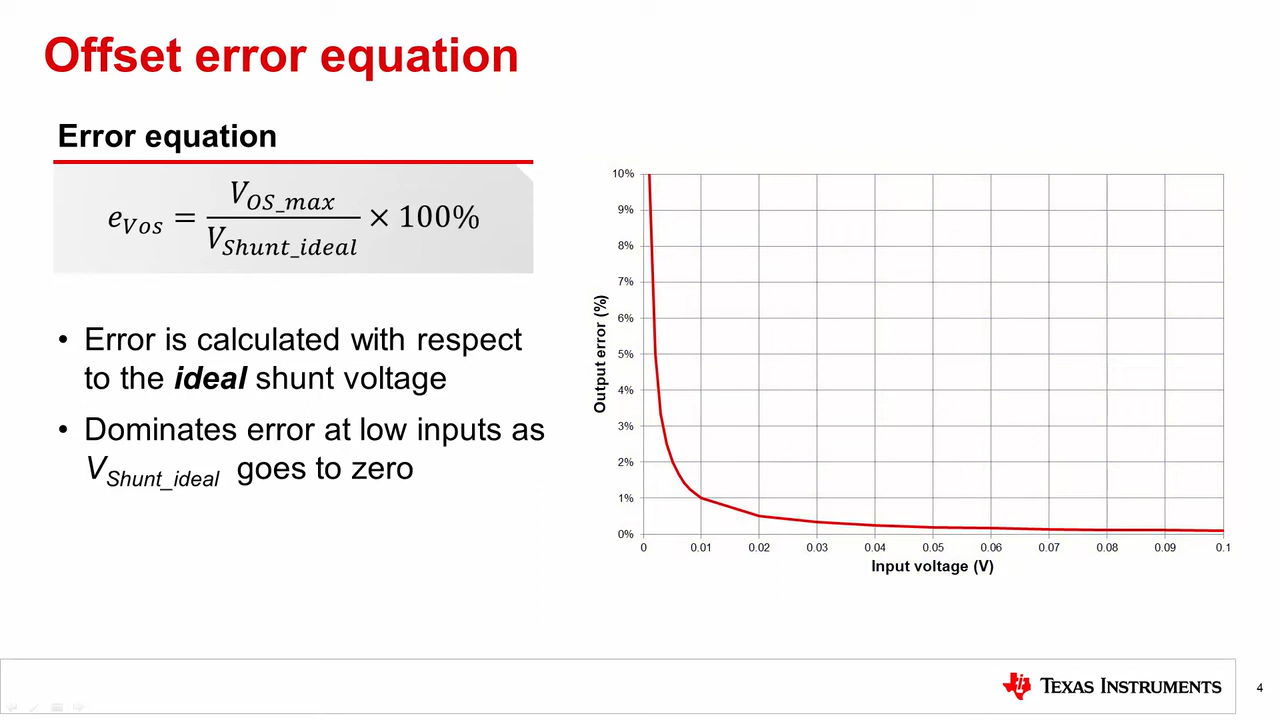 Offset error equation
Error equation
e_Vos = V_OS_max / V_Shunt_ideal × 100%
• Error is calculated with respect
to the ideal shunt voltage
• Dominates error at low inputs as
V_Shunt_ideal goes to zero
Output error (%)
10%
9%
8%
7%
6%
5%
4%
3%
2%
1%
0%
0 0.01 0.02 0.03 0.04 0.05 0.06 0.07 0.08 0.09 0.1
Input voltage (V)
TEXAS INSTRUMENTS
4